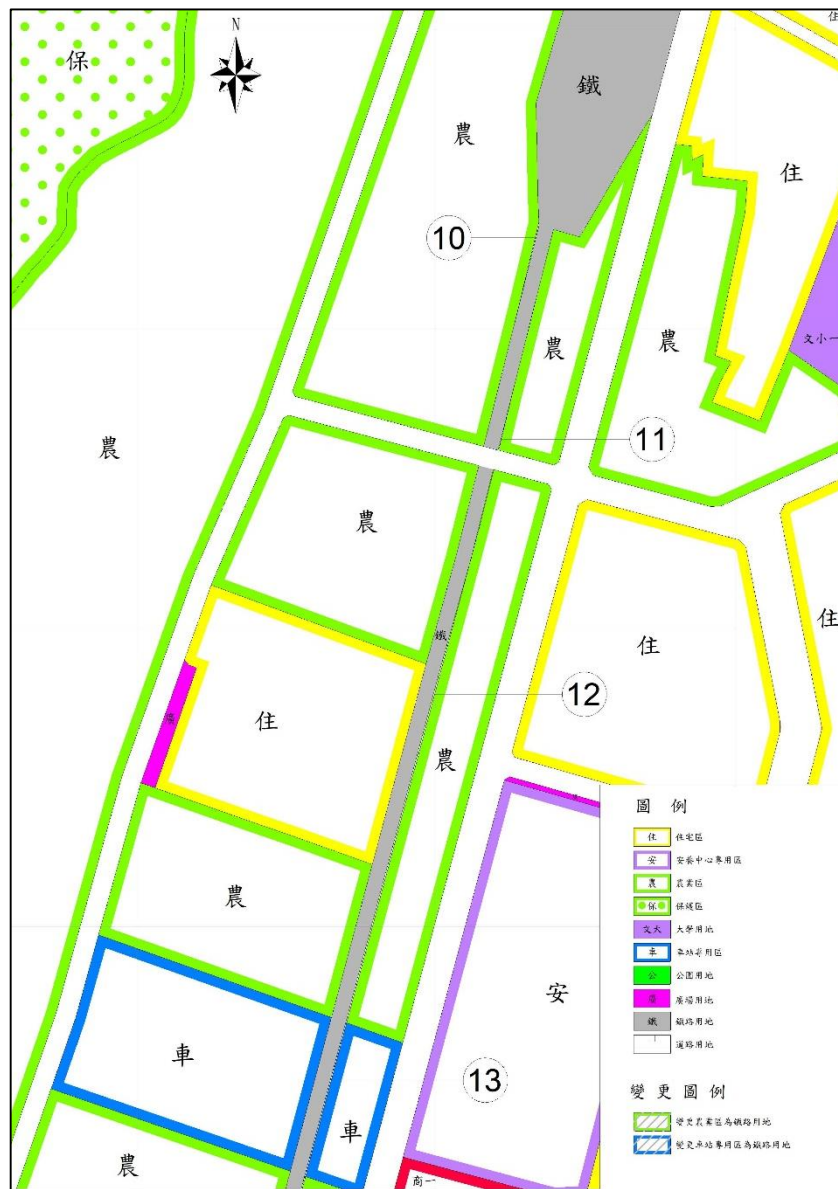 N
住
保
鐵
農
住
10
文小一
農
農
農
11
農
鐵
住
住
12
住
農
農
安
車
13
車
農
商一
圖 例
住 住宅區
安 安養中心專用區
農 農業區
保 保護區
文大 大學用地
車 車站專用區
公 公園用地
廣 廣場用地
鐵 鐵路用地
道路用地
變 更 圖 例
變更農業區為鐵路用地
變更車站專用區為鐵路用地